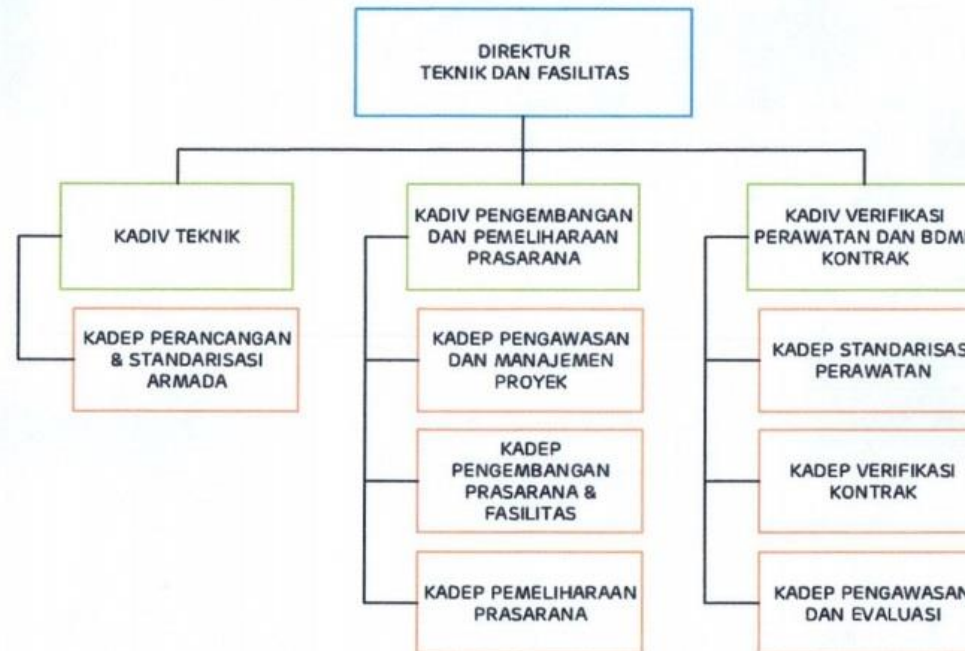 DIREKTUR
TEKNIK DAN FASILITAS
KADIV TEKNIK
KADEP PERANCANGAN
& STANDARISASI
ARMADA
KADIV PENGEMBANGAN
DAN PEMELIHARAAN
PRASARANA
KADEP PENGAWASAN
DAN MANAJEMEN
PROYEK
KADEP
PENGEMBANGAN
PRASARANA &
FASILITAS
KADEP PEMELIHARAAN
PRASARANA
KADIV VERIFIKASI
PERAWATAN DAN
KONTRAK
KADEP STANDARISASI
PERAWATAN
KADEP VERIFIKASI
KONTRAK
KADEP PENGAWASAN
DAN EVALUASI